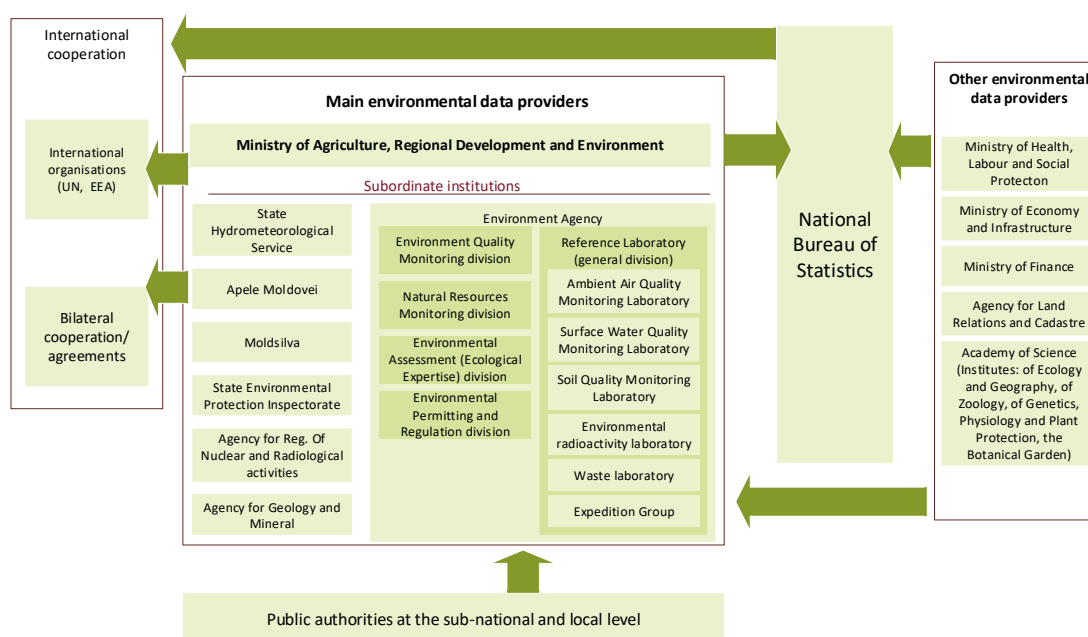 International
cooperation
International
organisations
(UN, EEA)
Bilateral
cooperation/
agreements
Main environmental data providers
Ministry of Agriculture, Regional Development and Environment
Subordinate institutions
State
Hydrometeorological
Service
Apele Moldovei
Moldsilva
State Environmental
Protection Inspectorate
Agency for Reg. Of
Nuclear and Radiological
activities
Agency for Geology and
Mineral
Environment Agency
Environment Quality
Monitoring division
Natural Resources
Monitoring division
Environmental
Assessment (Ecological
Expertise) division
Environmental
Permitting and
Regulation division
Reference Laboratory
(general division)
Ambient Air Quality
Monitoring Laboratory
Surface Water Quality
Monitoring Laboratory
Soil Quality Monitoring
Laboratory
Environmental
radioactivity laboratory
Waste laboratory
Expedition Group
National
Bureau of
Statistics
Other environmental
data providers
Ministry of Health,
Labour and Social
Protecton
Ministry of Economy
and Infrastructure
Ministry of Finance
Agency for Land
Relations and Cadastre
Academy of Science
(Institutes: of Ecology
and Geography, of
Zoology, of Genetics,
Physiology and Plant
Protection, the
Botanical Garden)
Public authorities at the sub-national and local level